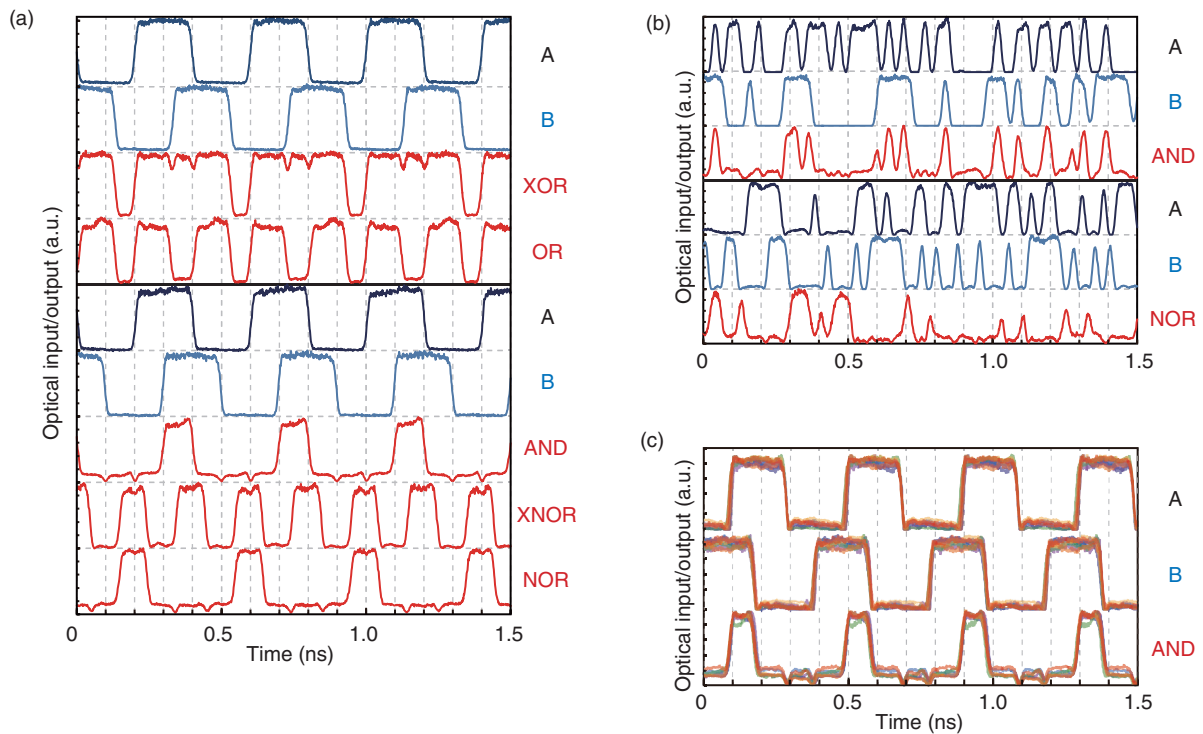 (a)
Optical input/output (a.u.)
A
B
XOR
OR
A
B
AND
XNOR
NOR
0 0.5 1.0 1.5
Time (ns)
(b)
Optical input/output (a.u.)
A
B
AND
A
B
NOR
0 0.5 1.0 1.5
(c)
Optical input/output (a.u.)
A
B
AND
0 0.5 1.0 1.5
Time (ns)